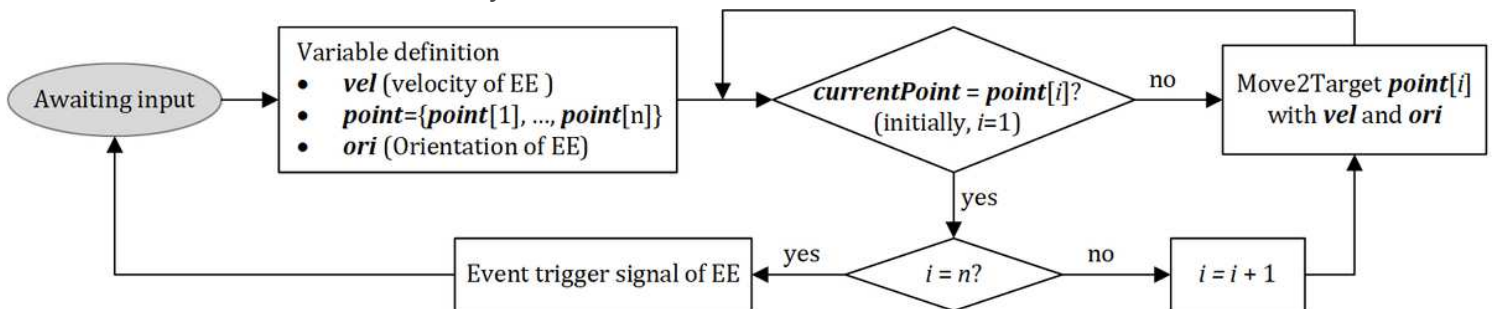 Awaiting input
Variable definition
• vel (velocity of EE )
• point={point[1], ..., point[n]}
• ori (Orientation of EE)
currentPoint = point[i]?
(initially, i=1)
no
Move2Target point[i]
with vel and ori
yes
Event trigger signal of EE
yes
i = n?
no
i = i + 1